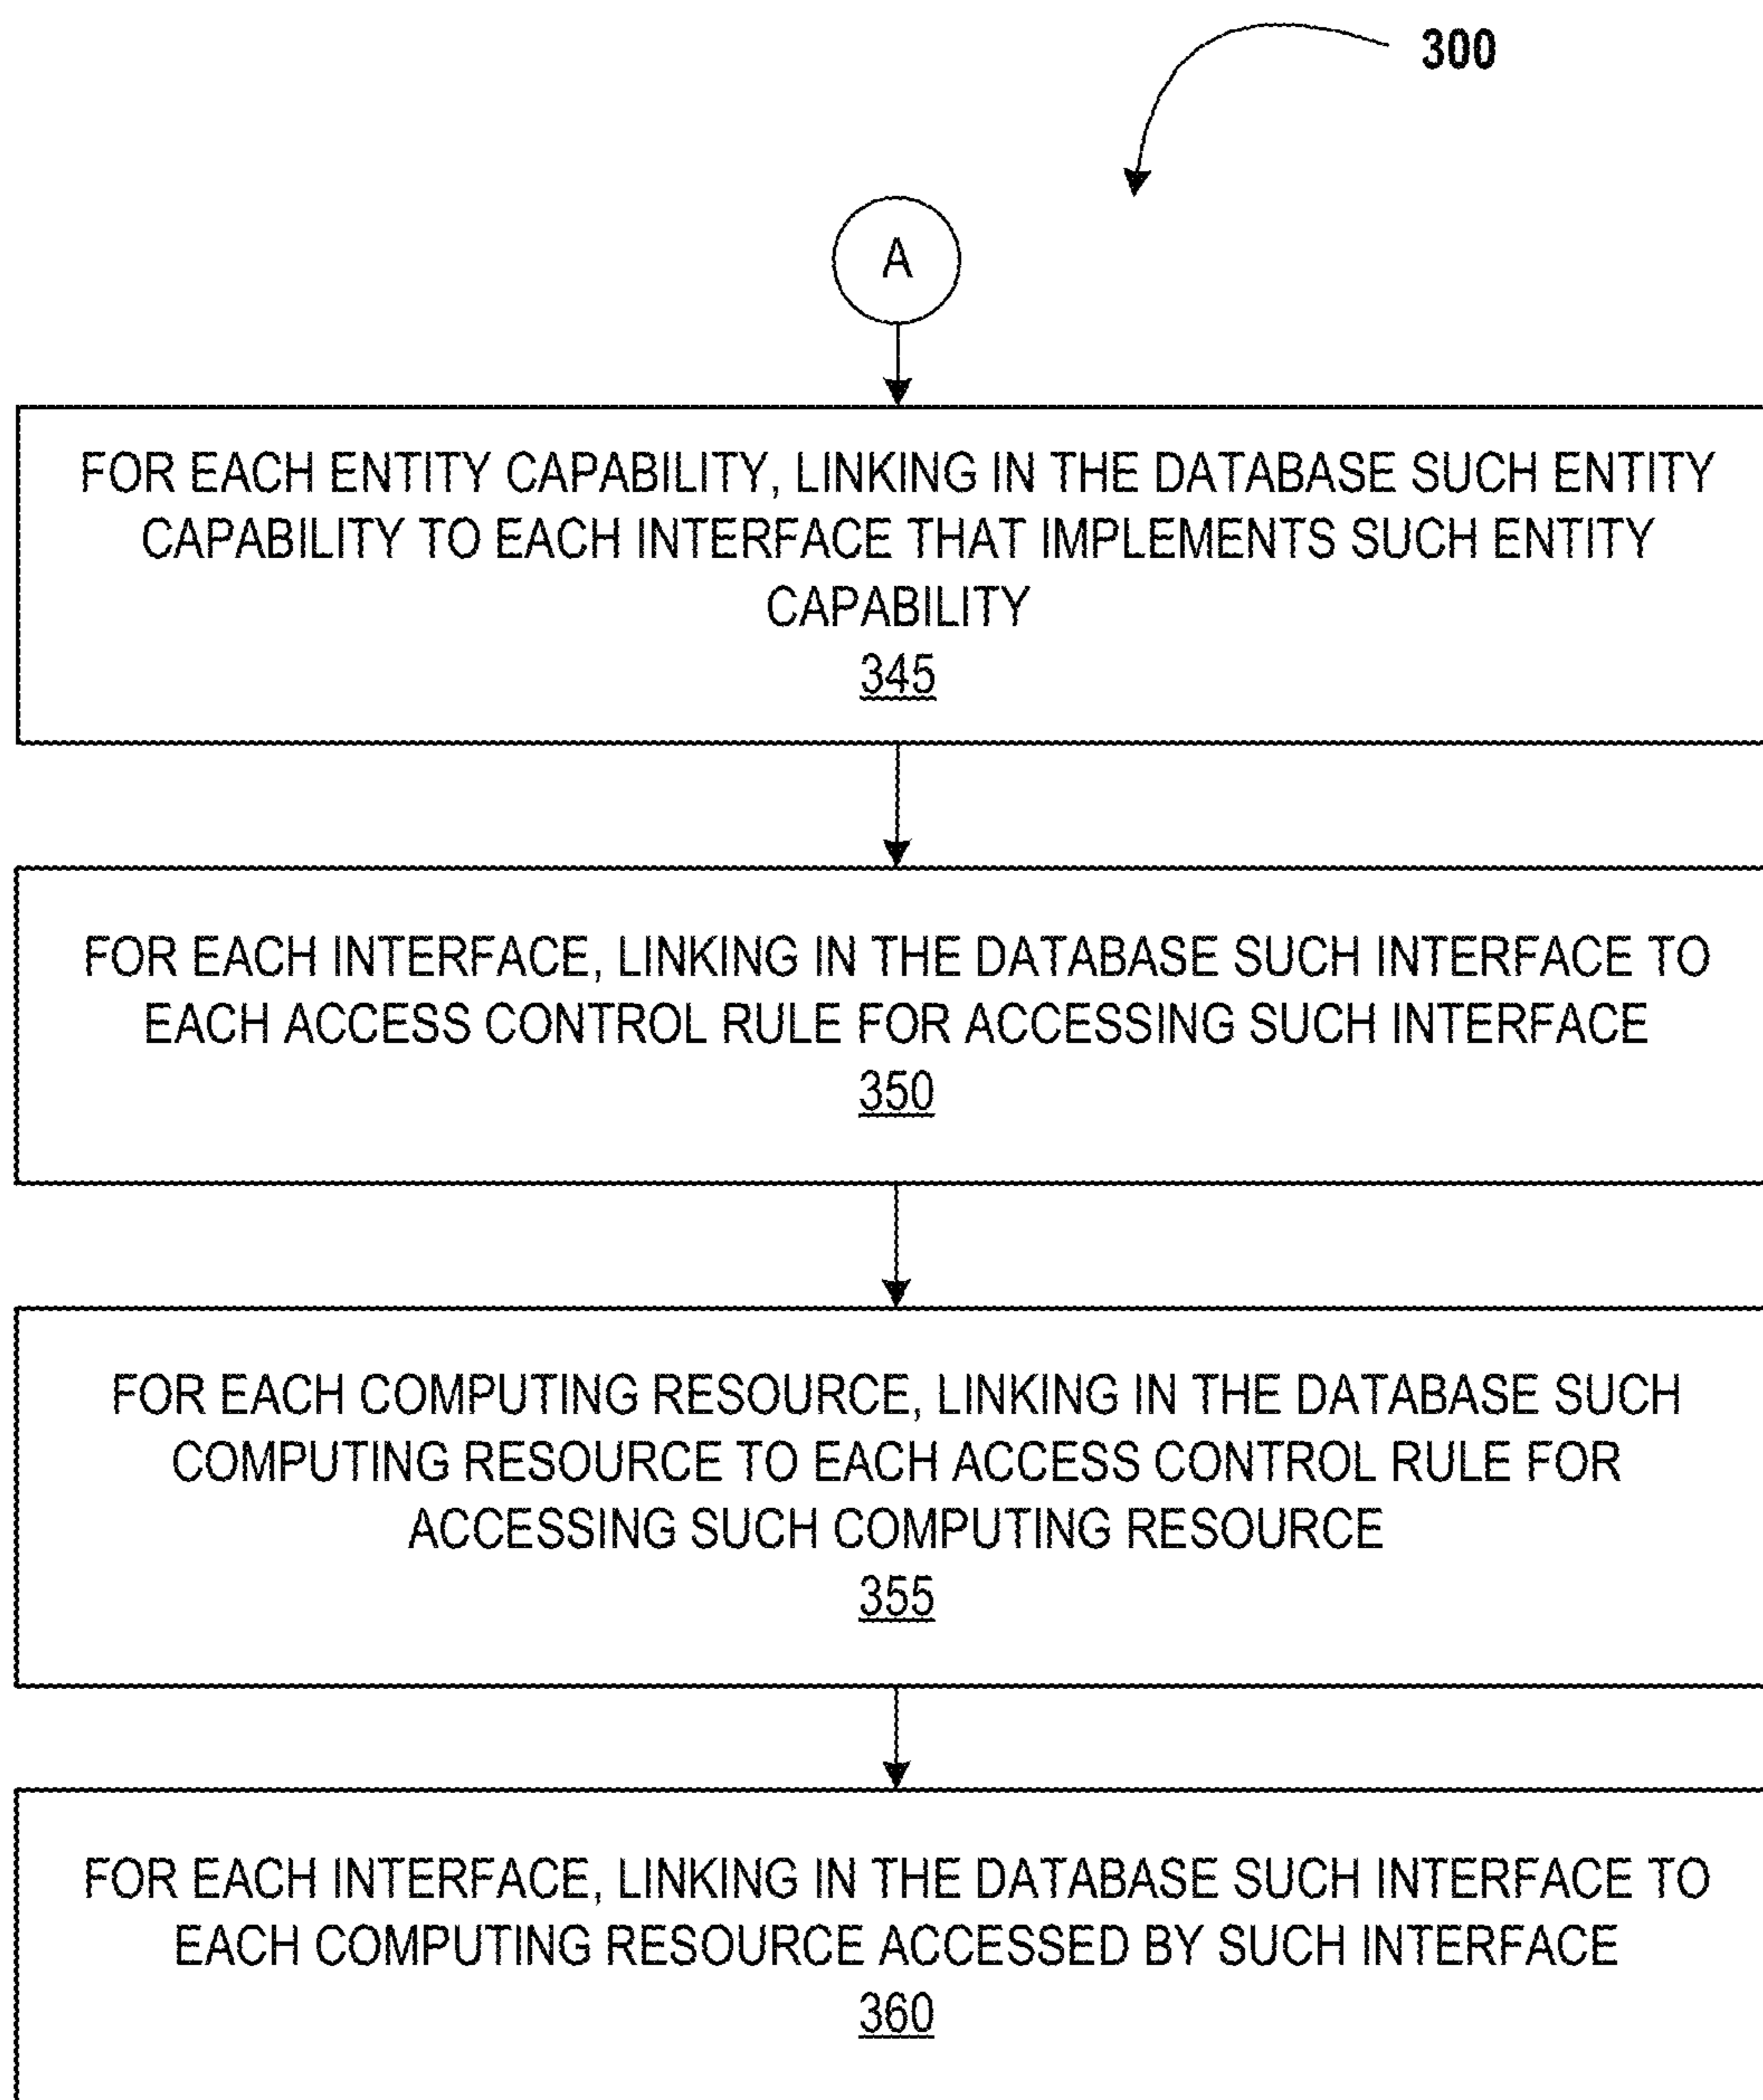 300
A
FOR EACH ENTITY CAPABILITY, LINKING IN THE DATABASE SUCH ENTITY
CAPABILITY TO EACH INTERFACE THAT IMPLEMENTS SUCH ENTITY
CAPABILITY
345
FOR EACH INTERFACE, LINKING IN THE DATABASE SUCH INTERFACE TO
EACH ACCESS CONTROL RULE FOR ACCESSING SUCH INTERFACE
350
FOR EACH COMPUTING RESOURCE, LINKING IN THE DATABASE SUCH
COMPUTING RESOURCE TO EACH ACCESS CONTROL RULE FOR
ACCESSING SUCH COMPUTING RESOURCE
355
FOR EACH INTERFACE, LINKING IN THE DATABASE SUCH INTERFACE TO
EACH COMPUTING RESOURCE ACCESSED BY SUCH INTERFACE
360